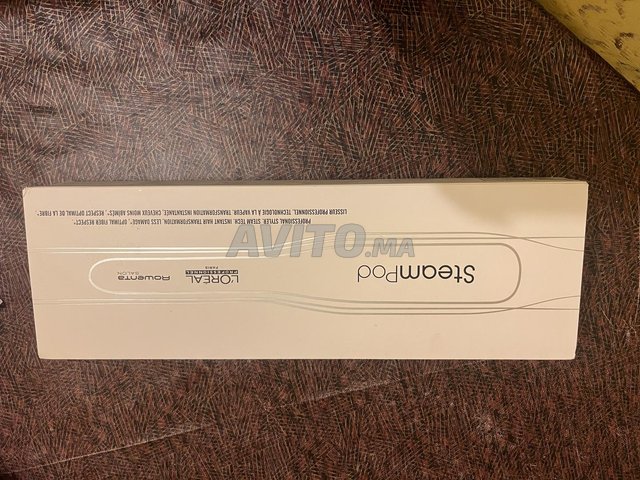 SteamPod
L'ORÉAL
PROFESSIONNEL
PARIS
Rowenta
SALON
PROFESSIONAL STYLER. STEAM TECH. INSTANT HAIR TRANSFORMATION. LESS DAMAGE*. OPTIMAL FIBER RESPECT*.
LISSEUR PROFESSIONNEL. TECHNOLOGIE A LA VAPEUR. TRANSFORMATION INSTANTANÉE. CHEVEUX MOINS ABÎMÉS*. RESPECT OPTIMAL DE LA FIBRE*.
AVITO.ma